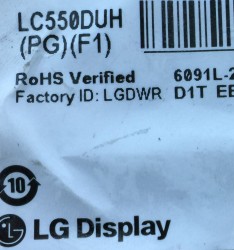 LC550DUH
(PG)(F1)
RoHS Verified 6091L-2
Factory ID: LGDWR D1T EE
10
LG Display